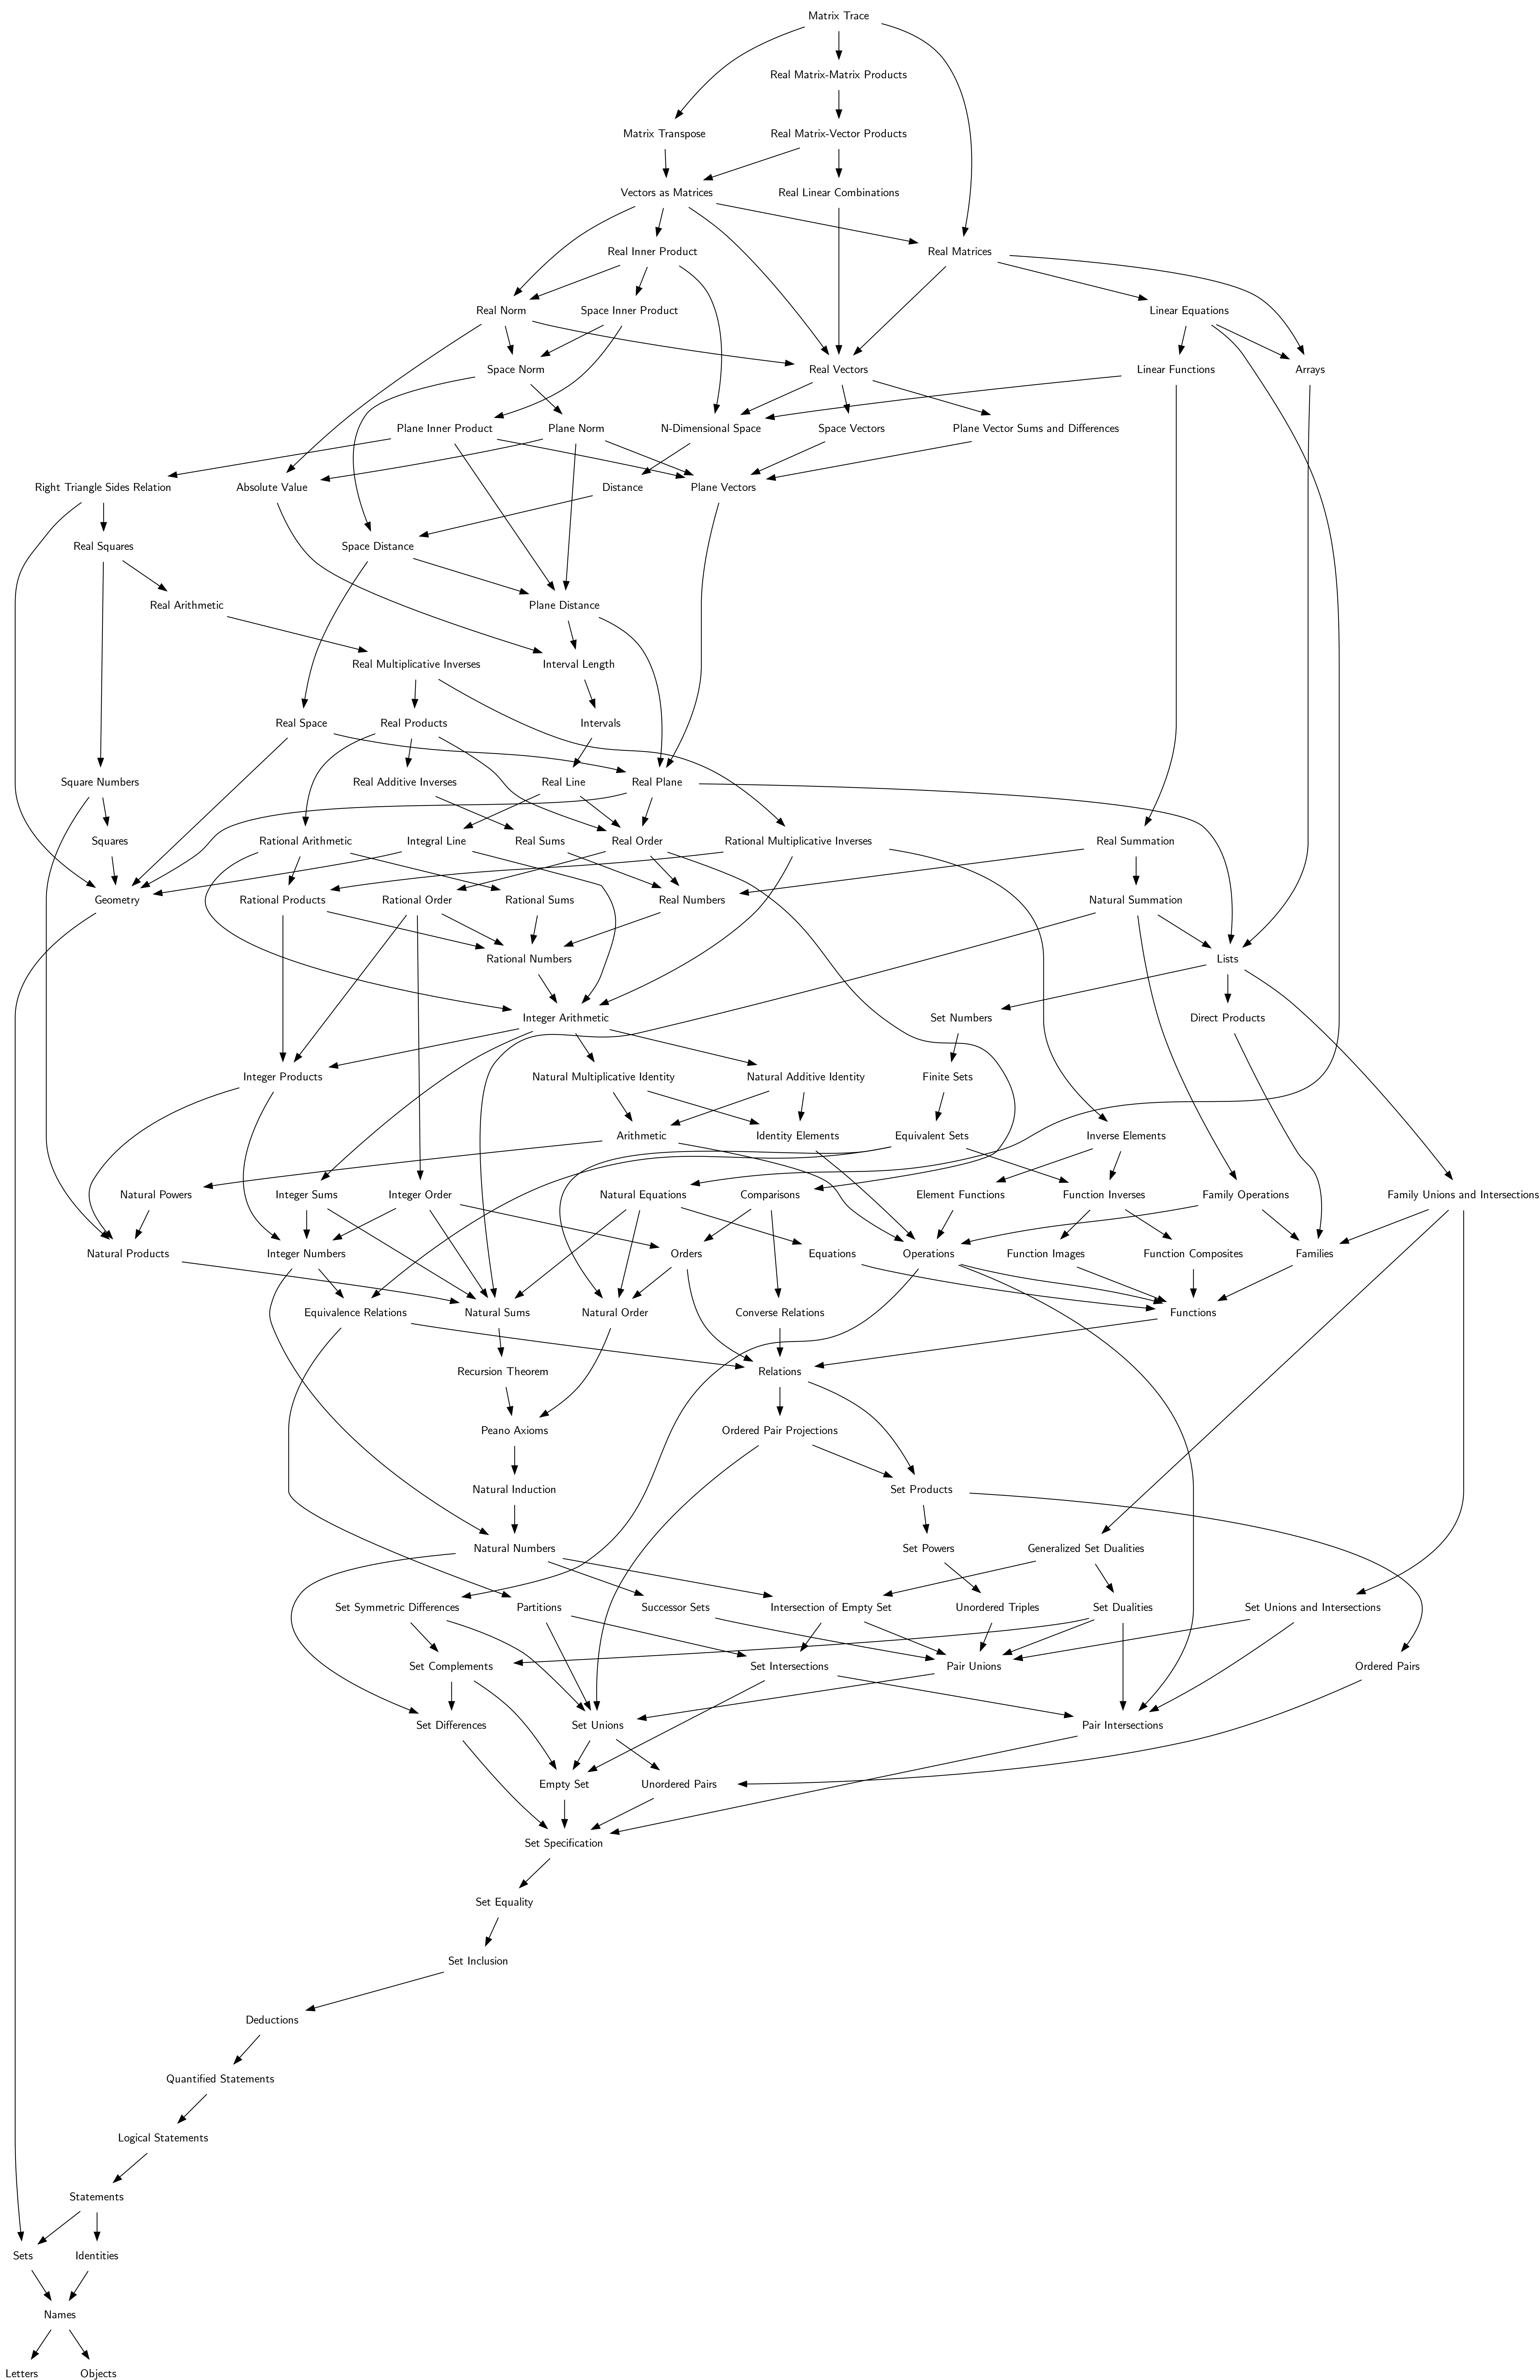 Matrix Trace
Real Matrix-Matrix Products
Matrix Transpose
Real Matrix-Vector Products
Vectors as Matrices
Real Linear Combinations
Real Inner Product
Real Matrices
Real Norm
Space Inner Product
Linear Equations
Space Norm
Real Vectors
Linear Functions
Arrays
Plane Inner Product
Plane Norm
N-Dimensional Space
Space Vectors
Plane Vector Sums and Differences
Right Triangle Sides Relation
Absolute Value
Distance
Plane Vectors
Real Squares
Space Distance
Real Arithmetic
Plane Distance
Real Multiplicative Inverses
Interval Length
Real Space
Real Products
Intervals
Square Numbers
Real Additive Inverses
Real Line
Real Plane
Squares
Rational Arithmetic
Integral Line
Real Sums
Real Order
Rational Multiplicative Inverses
Real Summation
Geometry
Rational Products
Rational Order
Rational Sums
Real Numbers
Natural Summation
Rational Numbers
Lists
Integer Arithmetic
Set Numbers
Direct Products
Integer Products
Natural Multiplicative Identity
Natural Additive Identity
Finite Sets
Arithmetic
Identity Elements
Equivalent Sets
Inverse Elements
Natural Powers
Integer Sums
Integer Order
Natural Equations
Comparisons
Element Functions
Function Inverses
Family Operations
Family Unions and Intersections
Natural Products
Integer Numbers
Orders
Equations
Operations
Function Images
Function Composites
Families
Equivalence Relations
Natural Sums
Natural Order
Converse Relations
Functions
Recursion Theorem
Relations
Peano Axioms
Ordered Pair Projections
Natural Induction
Set Products
Natural Numbers
Set Powers
Generalized Set Dualities
Set Symmetric Differences
Partitions
Successor Sets
Intersection of Empty Set
Unordered Triples
Set Dualities
Set Unions and Intersections
Set Complements
Set Intersections
Pair Unions
Ordered Pairs
Set Differences
Set Unions
Pair Intersections
Empty Set
Unordered Pairs
Set Specification
Set Equality
Set Inclusion
Deductions
Quantified Statements
Logical Statements
Statements
Sets
Identities
Names
Letters
Objects